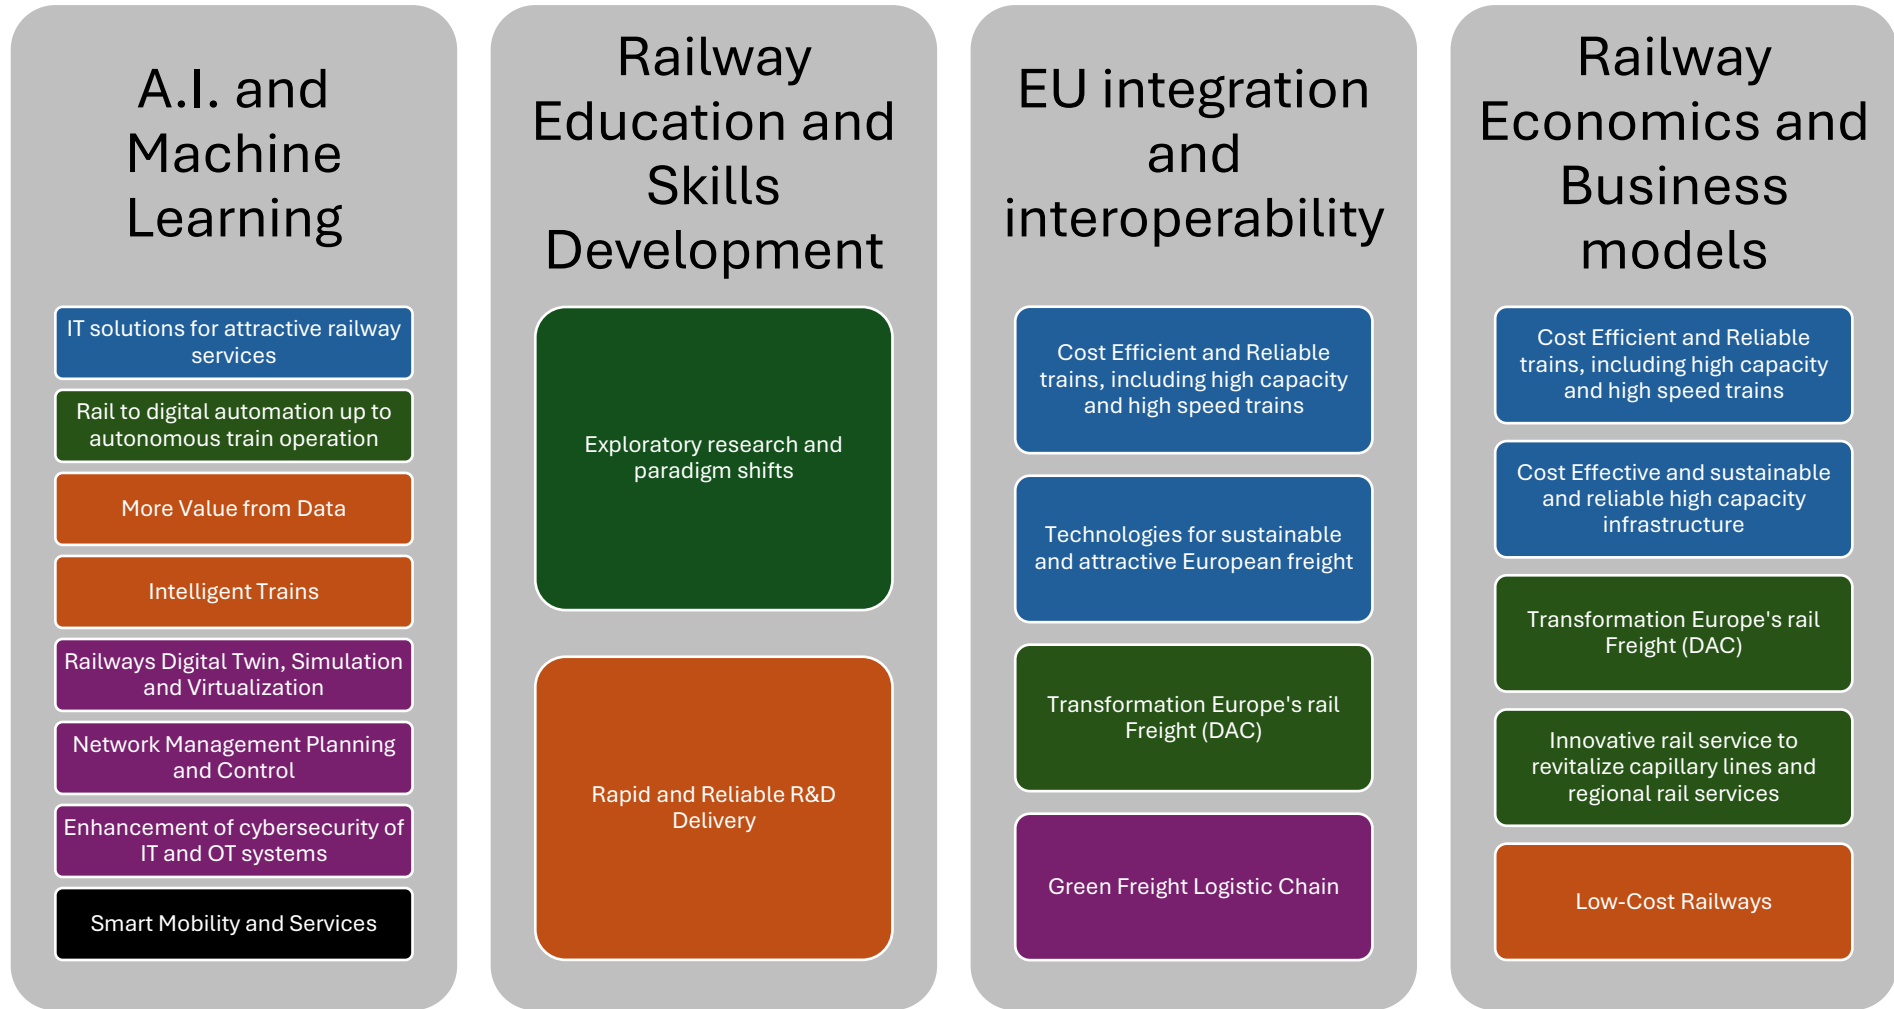 A.I. and
Machine
Learning
IT solutions for attractive railway
services
Rail to digital automation up to
autonomous train operation
More Value from Data
Intelligent Trains
Railways Digital Twin, Simulation
and Virtualization
Network Management Planning
and Control
Enhancement of cybersecurity of
IT and OT systems
Smart Mobility and Services
Railway
Education and
Skills
Development
Exploratory research and
paradigm shifts
Rapid and Reliable R&D
Delivery
EU integration
and
interoperability
Cost Efficient and Reliable
trains, including high capacity
and high speed trains
Technologies for sustainable
and attractive European freight
Transformation Europe's rail
Freight (DAC)
Green Freight Logistic Chain
Railway
Economics and
Business
models
Cost Efficient and Reliable
trains, including high capacity
and high speed trains
Cost Effective and sustainable
and reliable high capacity
infrastructure
Transformation Europe's rail
Freight (DAC)
Innovative rail service to
revitalize capillary lines and
regional rail services
Low-Cost Railways